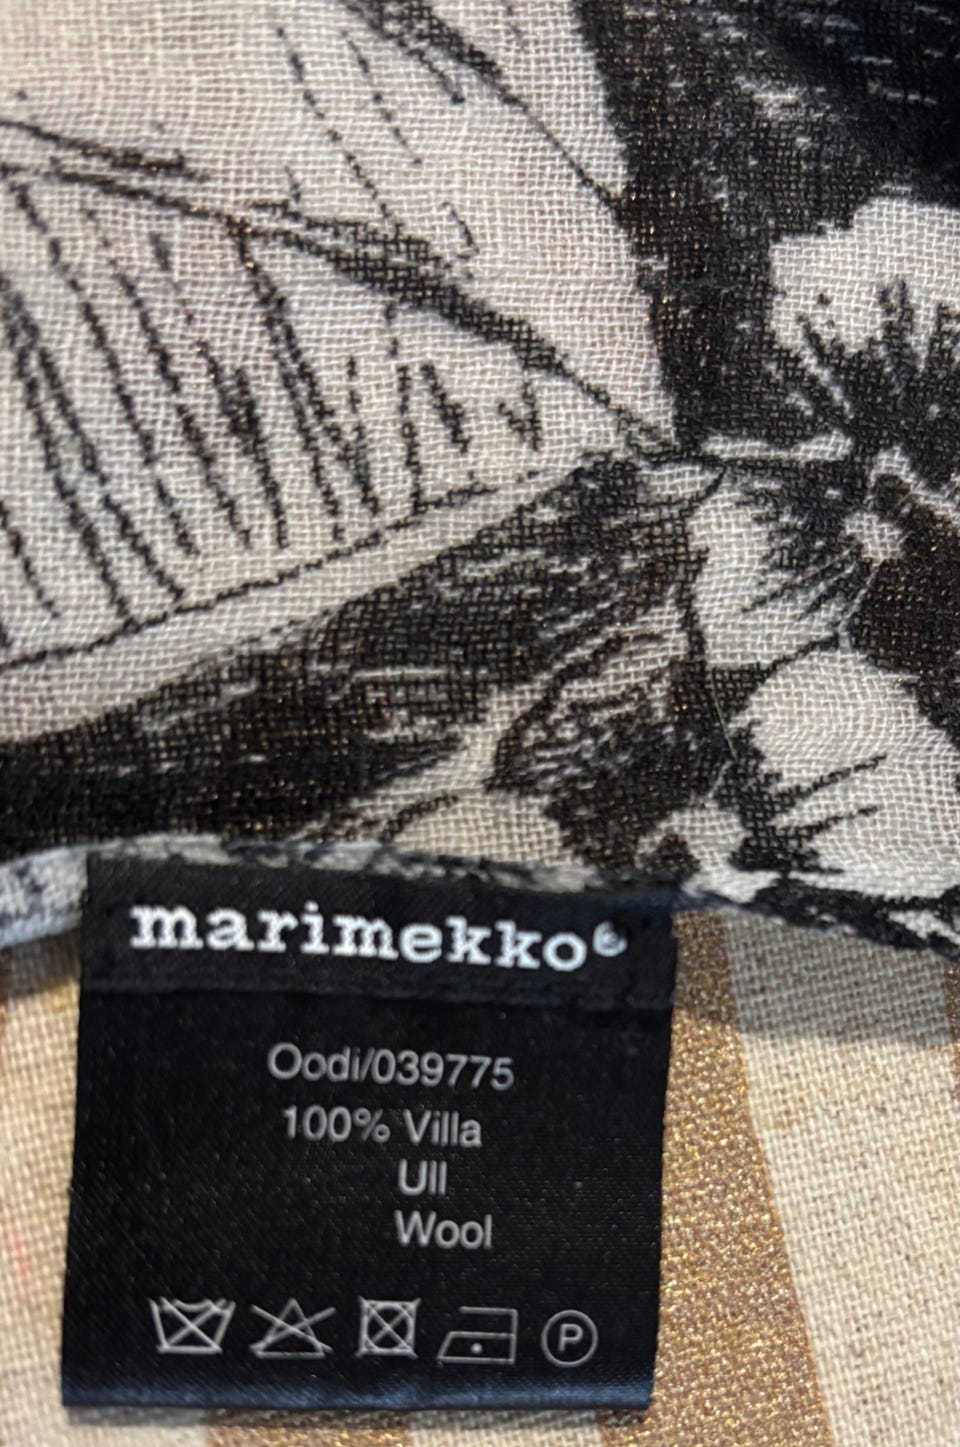 marimekko®
Oodi/039775
100% Villa
Ull
Wool
P